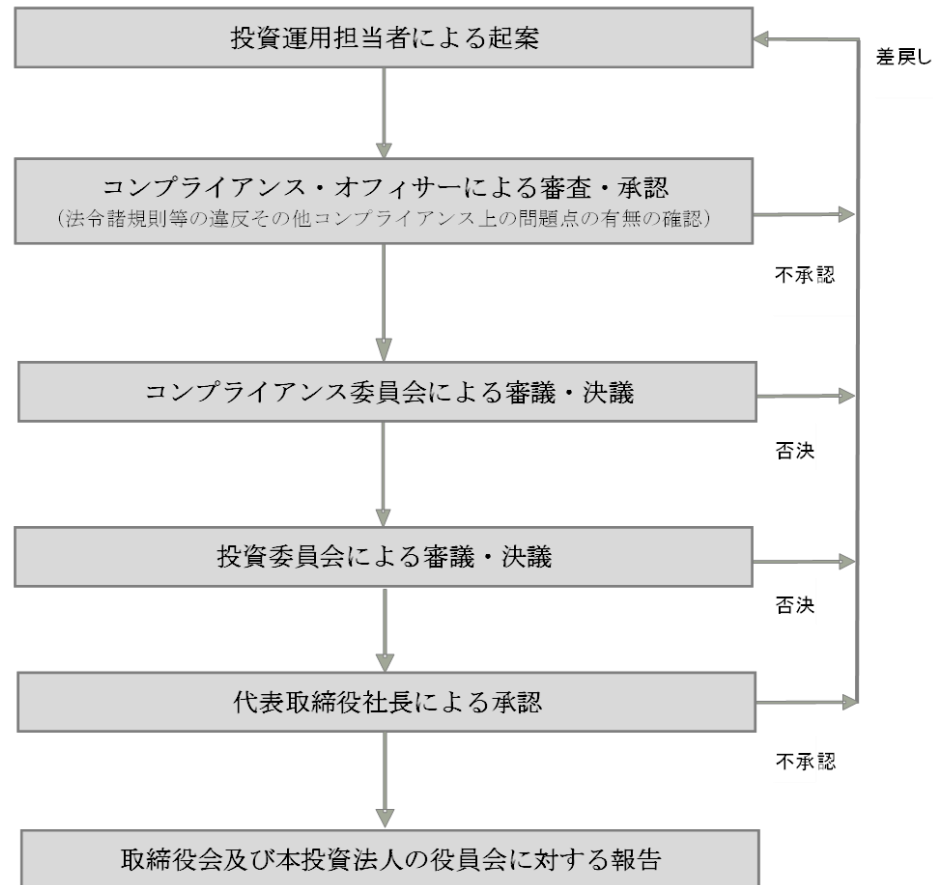 投資運用担当者による起案
差戻し
コンプライアンス・オフィサーによる審査・承認
（法令諸規則等の違反その他コンプライアンス上の問題点の有無の確認）
不承認
コンプライアンス委員会による審議・決議
否決
投資委員会による審議・決議
否決
代表取締役社長による承認
不承認
取締役会及び本投資法人の役員会に対する報告